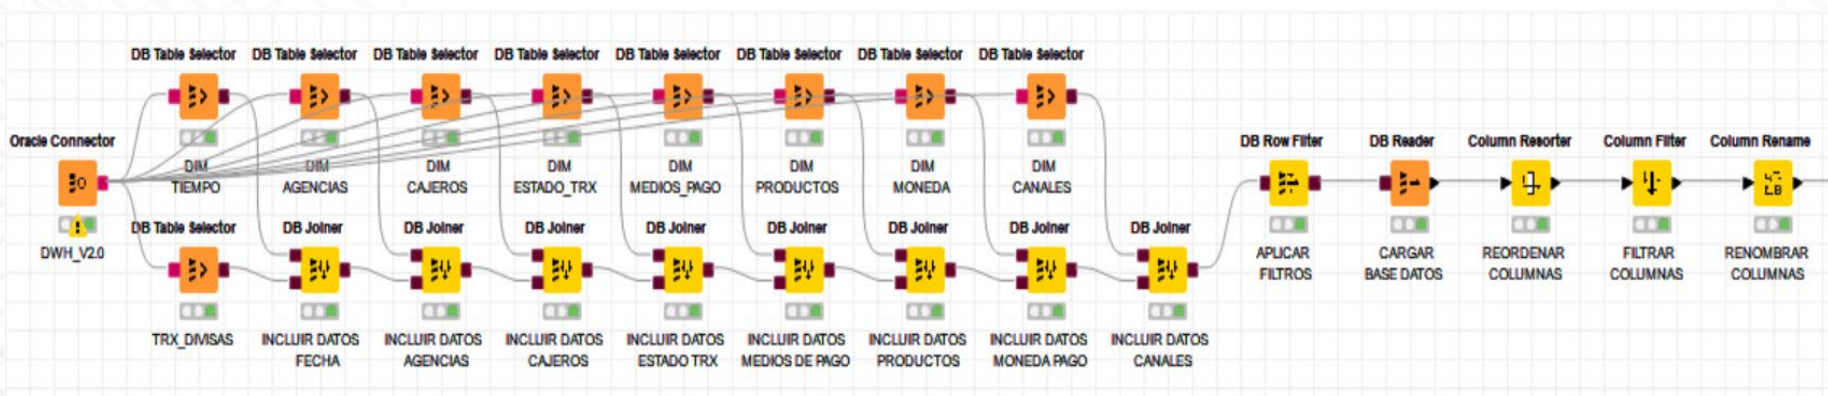 DB Table Selector DB Table Selector DB Table Selector DB Table Selector DB Table Selector DB Table Selector DB Table Selector DB Table Selector
Oracle Connector
DB Row Filter DB Reader Column Resorter Column Filter Column Rename
DIM DIM DIM DIM DIM DIM DIM DIM
TIEMPO AGENCIAS CAJEROS ESTADO_TRX MEDIOS_PAGO PRODUCTOS MONEDA CANALES
DB Table Selector DB Joiner DB Joiner DB Joiner DB Joiner DB Joiner DB Joiner DB Joiner DB Joiner
DWH_V2.0
APLICAR CARGAR REORDENAR FILTRAR RENOMBRAR
FILTROS BASE DATOS COLUMNAS COLUMNAS COLUMNAS
TRX_DIVISAS INCLUIR DATOS INCLUIR DATOS INCLUIR DATOS INCLUIR DATOS INCLUIR DATOS INCLUIR DATOS INCLUIR DATOS INCLUIR DATOS
FECHA AGENCIAS CAJEROS ESTADO TRX MEDIOS DE PAGO PRODUCTOS MONEDA PAGO CANALES